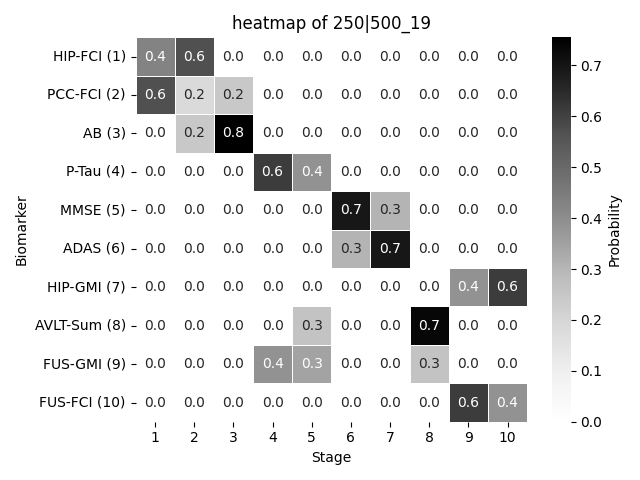 heatmap of 250|500_19
HIP-FCI (1) 0.4 0.6 0.0 0.0 0.0 0.0 0.0 0.0 0.0 0.0
PCC-FCI (2) 0.6 0.2 0.2 0.0 0.0 0.0 0.0 0.0 0.0 0.0
AB (3) 0.0 0.2 0.8 0.0 0.0 0.0 0.0 0.0 0.0 0.0
P-Tau (4) 0.0 0.0 0.0 0.6 0.4 0.0 0.0 0.0 0.0 0.0
MMSE (5) 0.0 0.0 0.0 0.0 0.0 0.7 0.3 0.0 0.0 0.0
ADAS (6) 0.0 0.0 0.0 0.0 0.0 0.3 0.7 0.0 0.0 0.0
HIP-GMI (7) 0.0 0.0 0.0 0.0 0.0 0.0 0.0 0.0 0.4 0.6
AVLT-Sum (8) 0.0 0.0 0.0 0.0 0.3 0.0 0.0 0.7 0.0 0.0
FUS-GMI (9) 0.0 0.0 0.0 0.4 0.3 0.0 0.0 0.3 0.0 0.0
FUS-FCI (10) 0.0 0.0 0.0 0.0 0.0 0.0 0.0 0.0 0.6 0.4
1 2 3 4 5 6 7 8 9 10
Stage
Biomarker
0.7
0.6
0.5
0.4
0.3
0.2
0.1
0.0
Probability